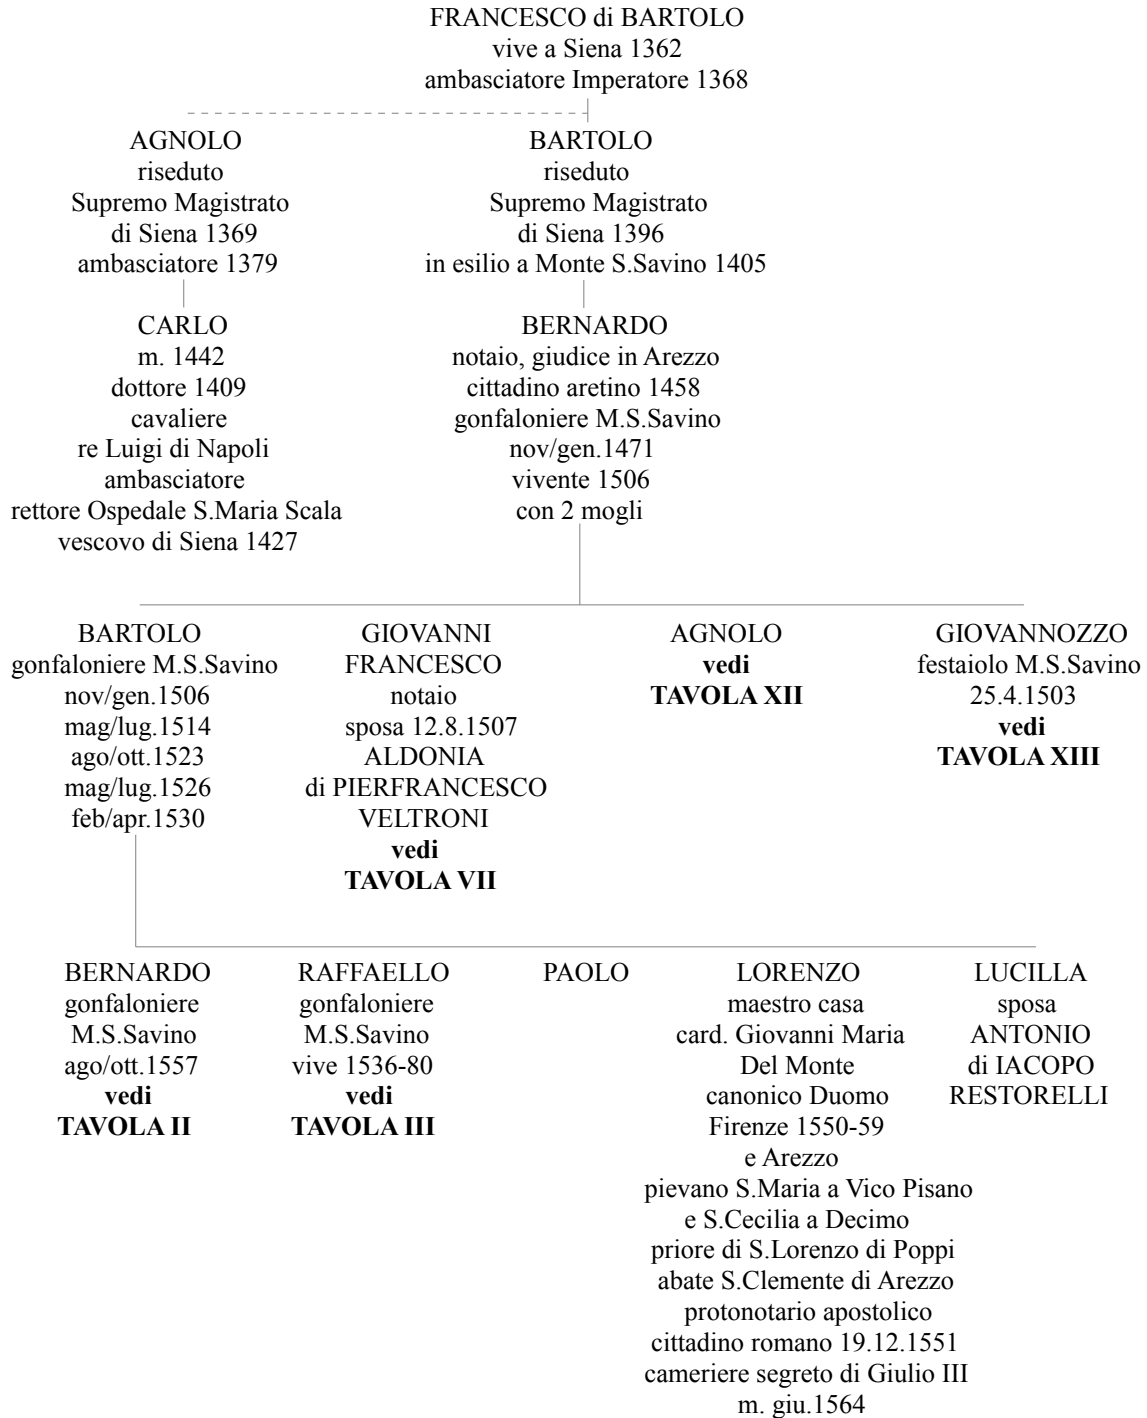 FRANCESCO di BARTOLO
vive a Siena 1362
ambasciatore Imperatore 1368
AGNOLO
riseduto
Supremo Magistrato
di Siena 1369
ambasciatore 1379
BARTOLO
riseduto
Supremo Magistrato
di Siena 1396
in esilio a Monte S.Savino 1405
CARLO
m. 1442
dottore 1409
cavaliere
re Luigi di Napoli
ambasciatore
rettore Ospedale S.Maria Scala
vescovo di Siena 1427
BERNARDO
notaio, giudice in Arezzo
cittadino aretino 1458
gonfaloniere M.S.Savino
nov/gen.1471
vivente 1506
con 2 mogli
BARTOLO
gonfaloniere M.S.Savino
nov/gen.1506
mag/lug.1514
ago/ott.1523
mag/lug.1526
feb/apr.1530
GIOVANNI
FRANCESCO
notaio
sposa 12.8.1507
ALDONIA
di PIERFRANCESCO
VELTRONI
vedi
TAVOLA VII
AGNOLO
vedi
TAVOLA XII
GIOVANNOZZO
festaiolo M.S.Savino
25.4.1503
vedi
TAVOLA XIII
BERNARDO
gonfaloniere
M.S.Savino
ago/ott.1557
vedi
TAVOLA II
RAFFAELLO
gonfaloniere
M.S.Savino
vive 1536-80
vedi
TAVOLA III
PAOLO
LORENZO
maestro casa
card. Giovanni Maria
Del Monte
canonico Duomo
Firenze 1550-59
e Arezzo
pievano S.Maria a Vico Pisano
e S.Cecilia a Decimo
priore di S.Lorenzo di Poppi
abate S.Clemente di Arezzo
protonotario apostolico
cittadino romano 19.12.1551
cameriere segreto di Giulio III
m. giu.1564
LUCILLA
sposa
ANTONIO
di IACOPO
RESTORELLI